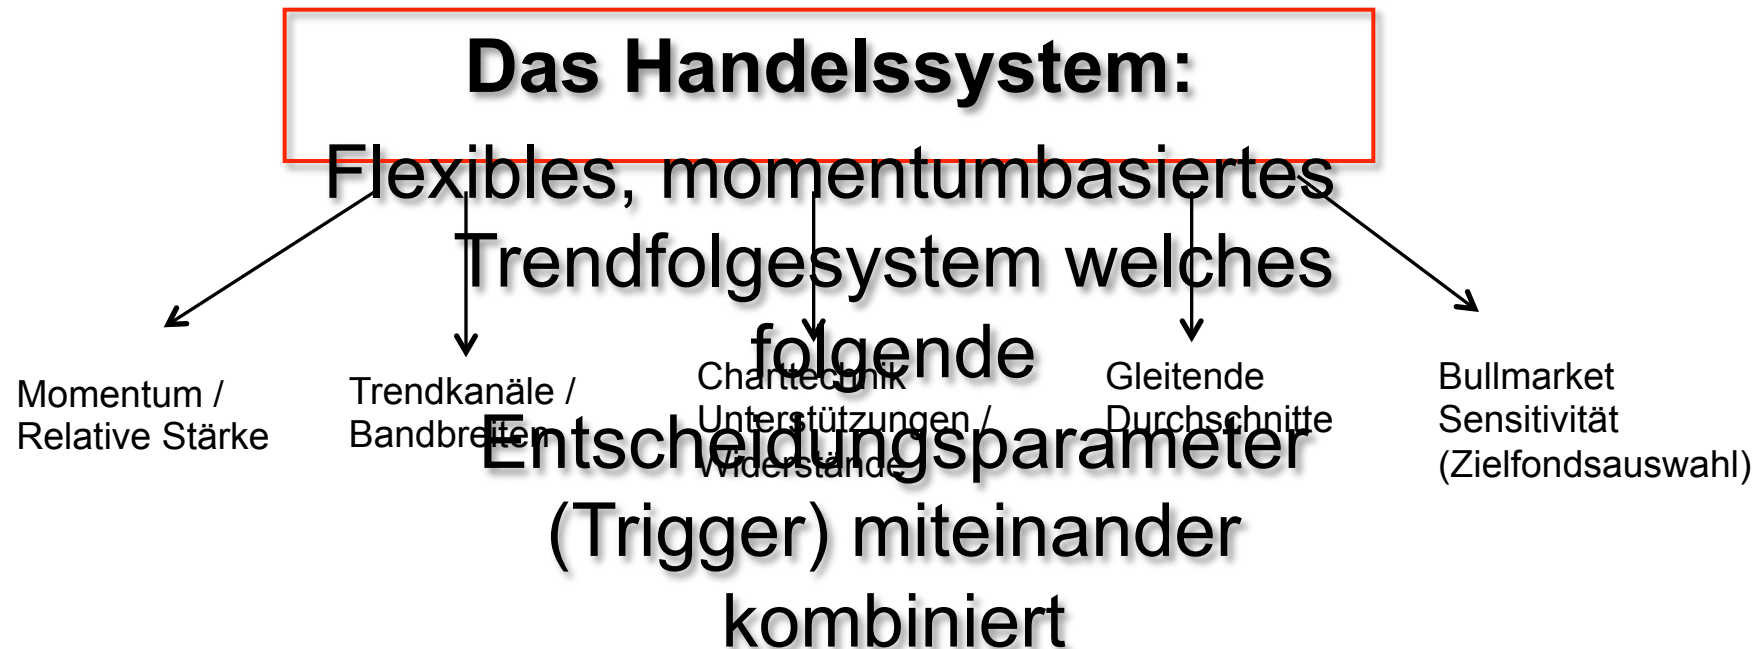 Das Handelssystem:
Flexibles, momentumbasiertes
Trendfolgesystem welches
folgende
Entscheidungsparameter
(Trigger) miteinander
kombiniert
Momentum /
Relative Stärke
Trendkanäle /
Bandbreiten
Charttechnik
Unterstützungen /
Widerstände
Gleitende
Durchschnitte
Bullmarket
Sensitivität
(Zielfondsauswahl)